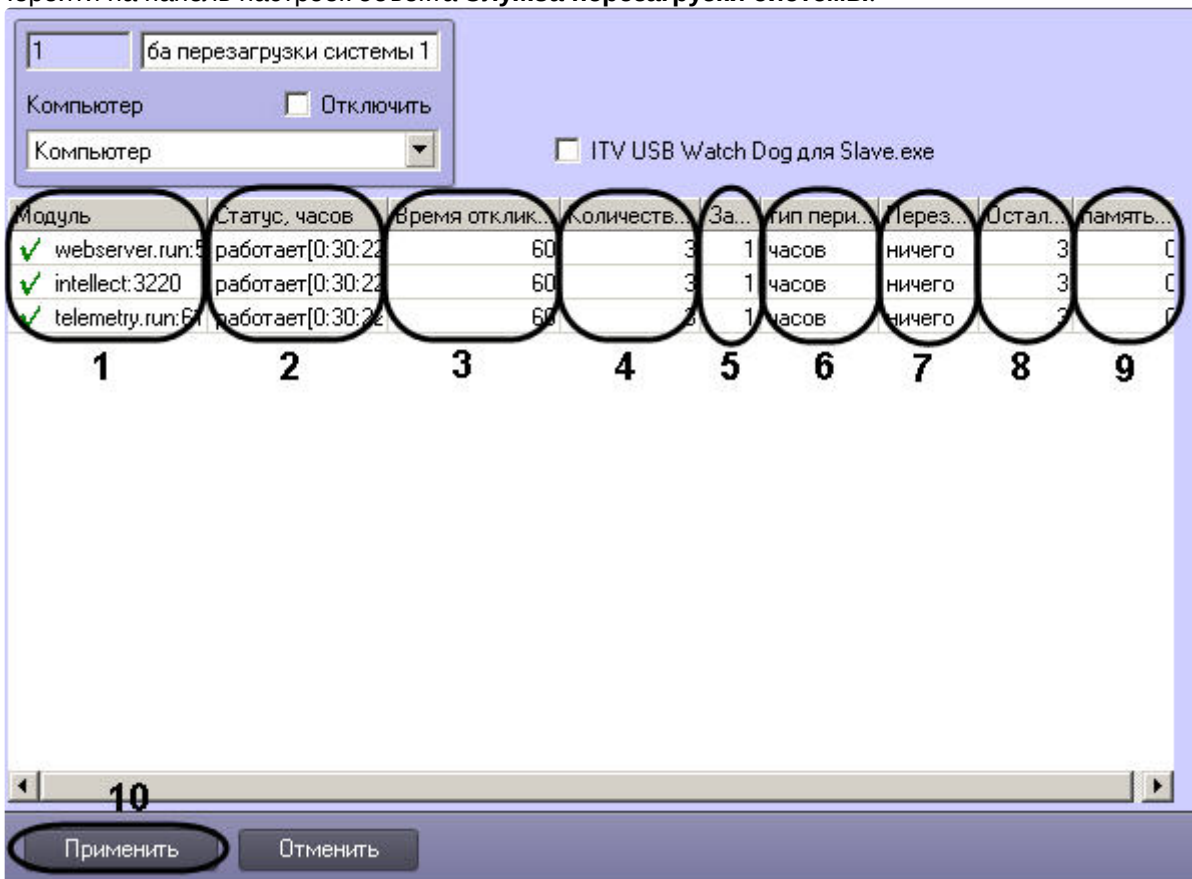 1 ба перезагрузки системы 1
Компьютер Отключить
Компьютер
ITV USB Watch Dog для Slave.exe
Модуль Статус, часов Время отклик... Количеств... За... тип пери... Перез... Остал... память...
webserver.run:5 работает[0:30:22 60 3 1 часов ничего 3 0
intellect:3220 работает[0:30:22 60 3 1 часов ничего 3 0
telemetry.run:61 работает[0:30:22 60 3 1 часов ничего 3 0
1 2 3 4 5 6 7 8 9
10
Применить Отменить